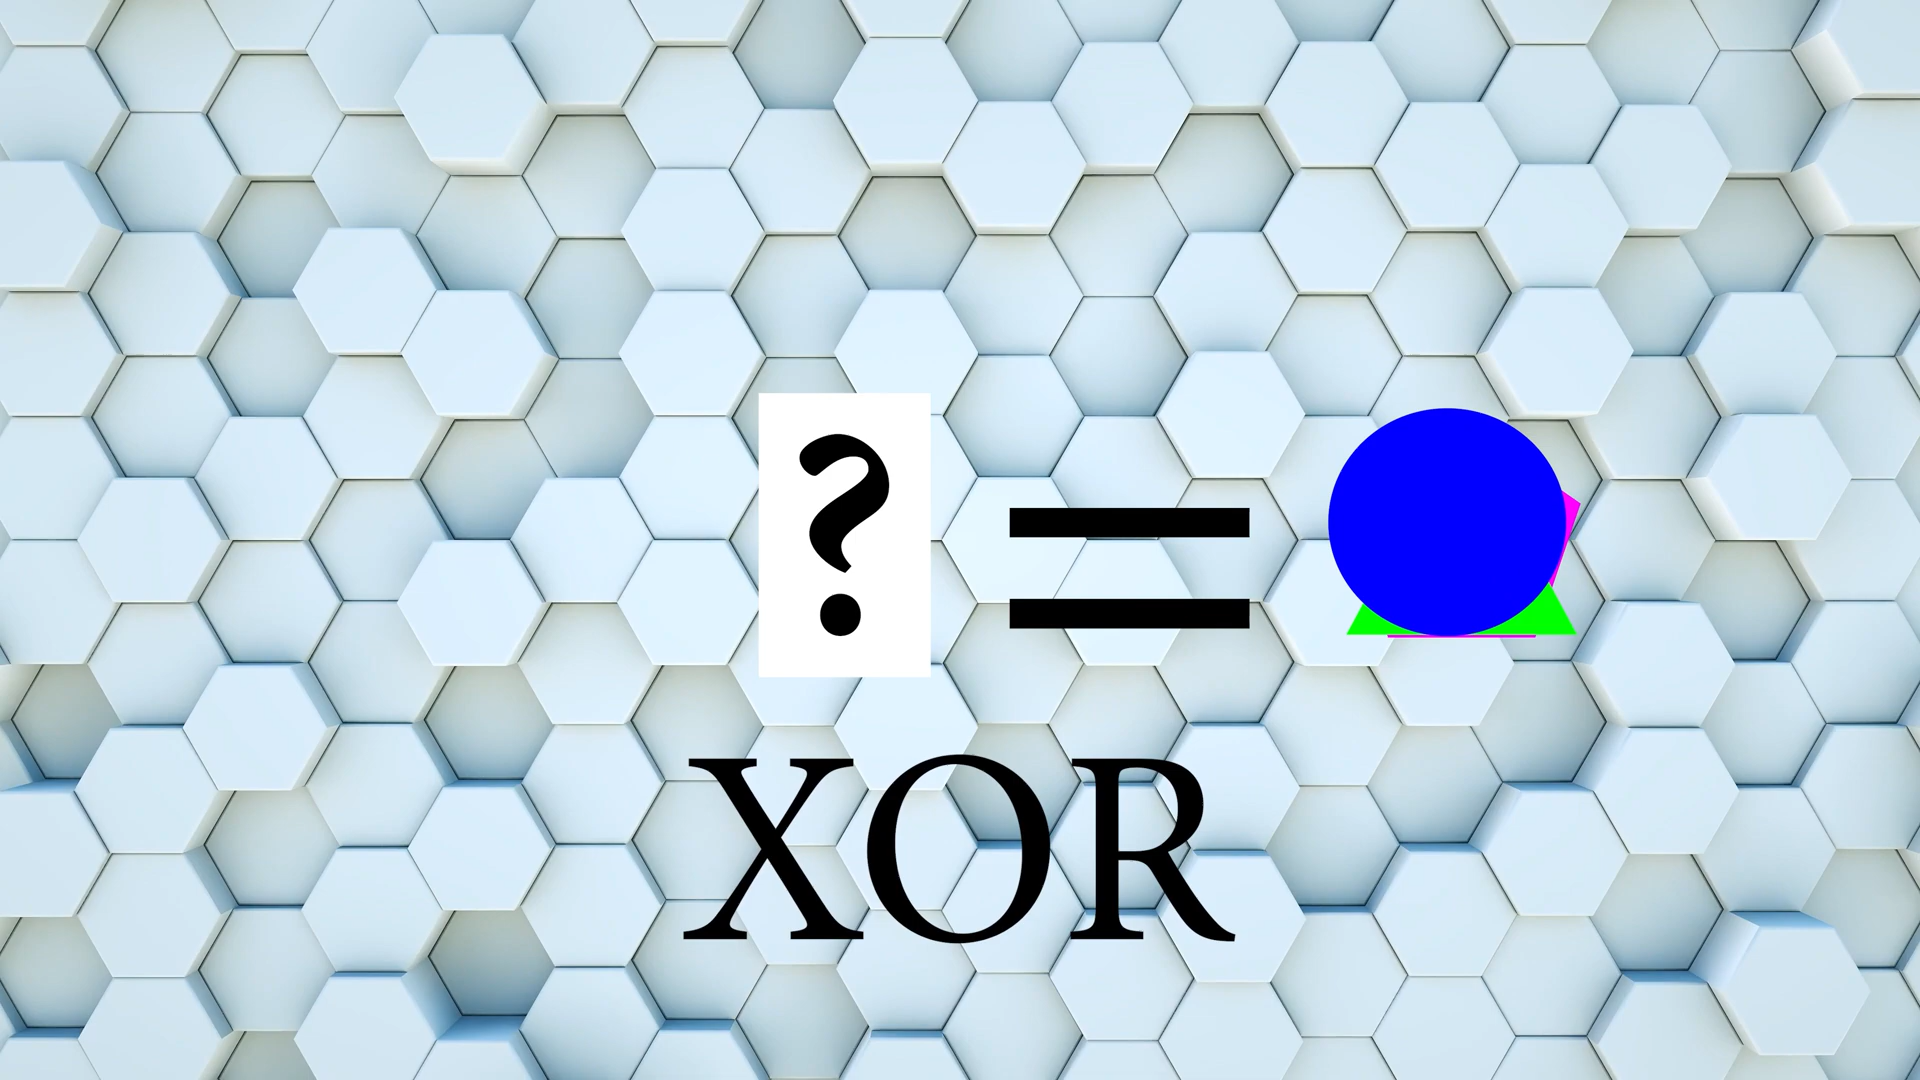 ? =
XOR